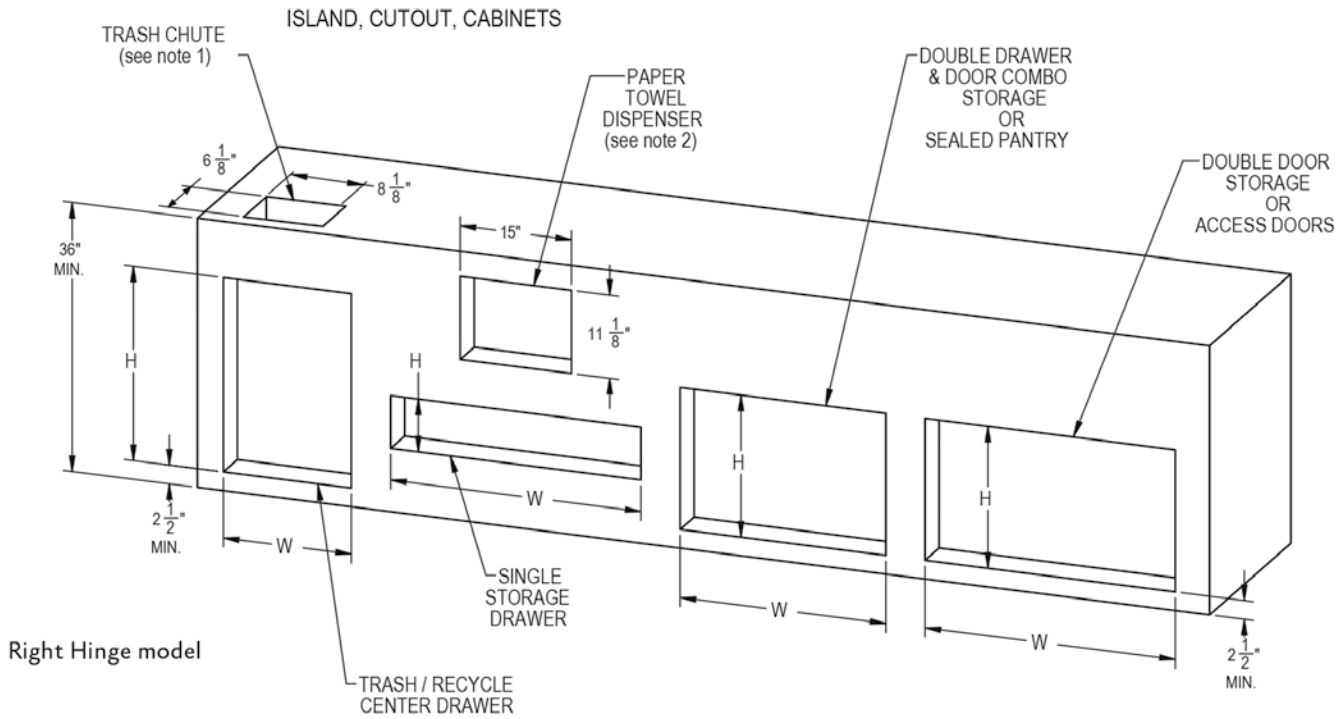 ISLAND, CUTOUT, CABINETS
TRASH CHUTE
(see note 1)
PAPER
TOWEL
DISPENSER
(see note 2)
DOUBLE DRAWER
& DOOR COMBO
STORAGE
OR
SEALED PANTRY
DOUBLE DOOR
STORAGE
OR
ACCESS DOORS
6 1/8"
8 1/8"
15"
36"
MIN.
11 1/8"
H
H
H
H
2 1/2"
MIN.
W
W
W
W
SINGLE
STORAGE
DRAWER
2 1/2"
MIN.
Right Hinge model
TRASH / RECYCLE
CENTER DRAWER